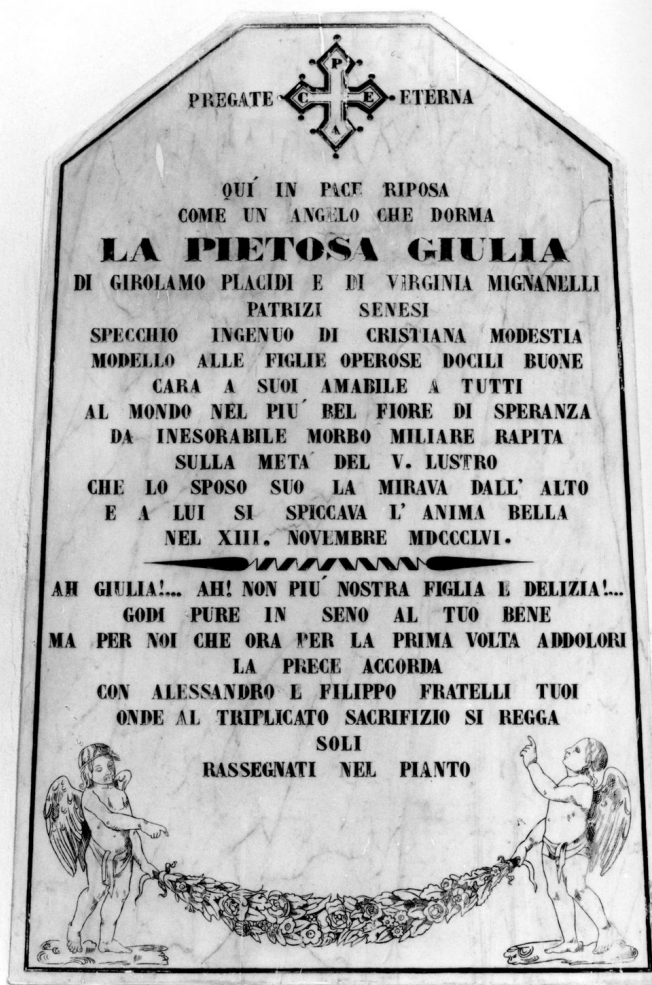 P
PREGATE C E ETERNA
A
QUÍ IN PACE RIPOSA
COME UN ANGELO CHE DORMA
LA PIETOSA GIULIA
DI GIROLAMO PLACIDI E DI VIRGINIA MIGNANELLI
PATRIZI SENESI
SPECCHIO INGENUO DI CRISTIANA MODESTIA
MODELLO ALLE FIGLIE OPEROSE DOCILI BUONE
CARA A SUOI AMABILE A TUTTI
AL MONDO NEL PIÚ BEL FIORE DI SPERANZA
DA INESORABILE MORBO MILIARE RAPITA
SULLA METÁ DEL V. LUSTRO
CHE LO SPOSO SUO LA MIRAVA DALL' ALTO
E A LUI SI SPICCAVA L' ANIMA BELLA
NEL XIII. NOVEMBRE MDCCCLVI.
AH GIULIA!... AH! NON PIÚ NOSTRA FIGLIA E DELIZIA!...
GODI PURE IN SENO AL TUO BENE
MA PER NOI CHE ORA PER LA PRIMA VOLTA ADDOLORI
LA PRECE ACCORDA
CON ALESSANDRO E FILIPPO FRATELLI TUOI
ONDE AL TRIPLICATO SACRIFIZIO SI REGGA
SOLI
RASSEGNATI NEL PIANTO